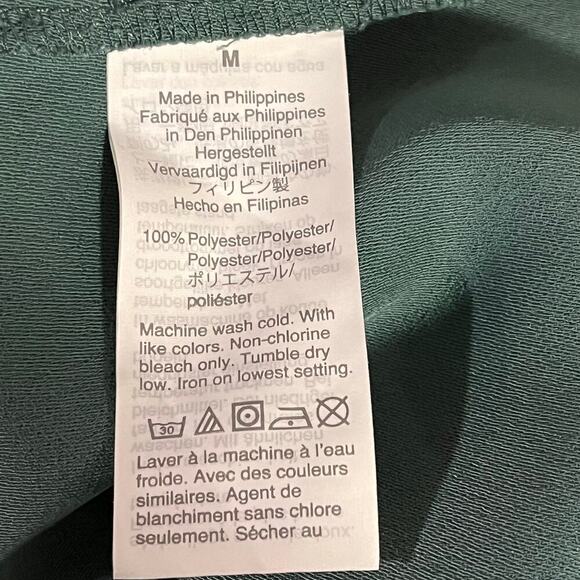 M
Made in Philippines
Fabriqué aux Philippines
in Den Philippinen
Hergestellt
Vervaardigd in Filipijnen
フィリピン製
Hecho en Filipinas
100% Polyester/Polyester/
Polyester/Polyester/
ポリエステル/
poliéster
Machine wash cold. With
like colors. Non-chlorine
bleach only. Tumble dry
low. Iron on lowest setting.
30
Laver à la machine à l'eau
froide. Avec des couleurs
similaires. Agent de
blanchiment sans chlore
seulement. Sécher au